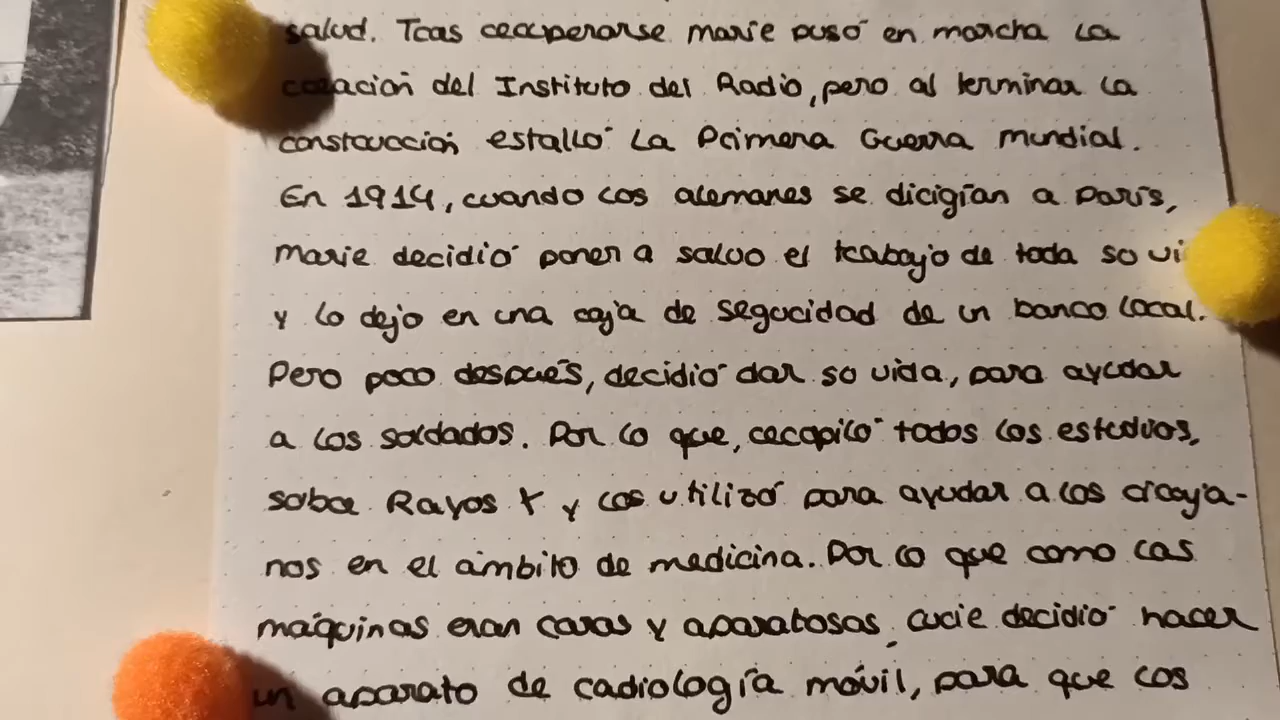 salud. Tras recuperarse Marie pusó en marcha la
creación del Instituto del Radio, pero al terminar la
construcción estalló La Primera Guerra Mundial.
En 1914, cuando los alemanes se dirigían a París,
Marie decidió poner a salvo el trabajo de toda su vi
y lo dejo en una caja de seguridad de un banco local.
Pero poco después, decidió dar su vida, para ayudar
a los soldados. Por lo que, recopiló todos los estudios,
sobre Rayos X y los utilizó para ayudar a los ciruja-
nos en el ámbito de medicina. Por lo que como las
máquinas eran caras y aparatosas, Curie decidió hacer
un aparato de radiología móvil, para que los